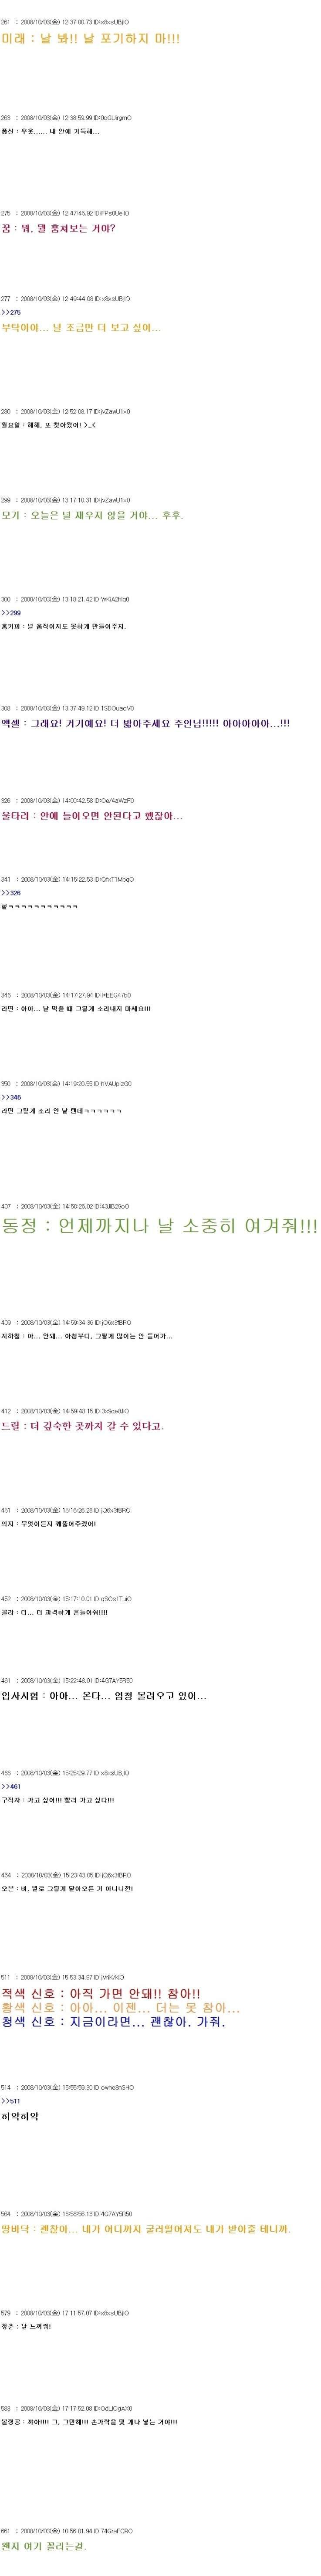 261 : 2008/10/03(金) 12:37:00.73 ID:x8xsUBjlO
미래 : 날 봐!! 날 포기하지 마!!!
263 : 2008/10/03(金) 12:38:59.99 ID:0oGUirgmO
풍선 : 우읏...... 내 안에 가득해...
275 : 2008/10/03(金) 12:47:45.92 ID:FPs0UeiiO
꿈 : 뭐, 뭘 훔쳐보는 거야?
277 : 2008/10/03(金) 12:49:44.08 ID:x8xsUBjlO
>>275
부탁이야... 널 조금만 더 보고 싶어...
280 : 2008/10/03(金) 12:52:08.17 ID:jvZawU1x0
월요일 : 헤헤, 또 찾아왔어! >_<
299 : 2008/10/03(金) 13:17:10.31 ID:jvZawU1x0
모기 : 오늘은 널 재우지 않을 거야... 후후.
300 : 2008/10/03(金) 13:18:21.42 ID:WKiA2hlq0
>>299
홈키파 : 널 움직이지도 못하게 만들어주지.
308 : 2008/10/03(金) 13:37:49.12 ID:1SDOuaoV0
액셀 : 그래요! 거기예요! 더 밟아주세요 주인님!!!!! 아아아아아...!!!
326 : 2008/10/03(金) 14:00:42.58 ID:Oe/4aWzF0
울타리 : 안에 들어오면 안된다고 했잖아...
341 : 2008/10/03(金) 14:15:22.53 ID:QfxT1MpqO
>>326
헐ㅋㅋㅋㅋㅋㅋㅋㅋㅋㅋㅋ
346 : 2008/10/03(金) 14:17:27.94 ID:l+EEG47b0
라면 : 아아... 날 먹을 때 그렇게 소리내지 마세요!!!
350 : 2008/10/03(金) 14:19:20.55 ID:hVAUplzG0
>>346
라면 그렇게 소리 안 날 텐데ㅋㅋㅋㅋㅋㅋ
407 : 2008/10/03(金) 14:58:26.02 ID:43JIB29oO
동정 : 언제까지나 날 소중히 여겨줘!!!
409 : 2008/10/03(金) 14:59:34.36 ID:jQ6x3fBRO
지하철 : 아... 안돼... 아침부터, 그렇게 많이는 안 들어가...
412 : 2008/10/03(金) 14:59:48.15 ID:3x9qe8JiO
드릴 : 더 깊숙한 곳까지 갈 수 있다고.
451 : 2008/10/03(金) 15:16:26.28 ID:jQ6x3fBRO
의지 : 무엇이든지 꿰뚫어주겠어!
452 : 2008/10/03(金) 15:17:10.01 ID:qSOs1TuiO
콜라 : 더... 더 과격하게 흔들어줘!!!!
461 : 2008/10/03(金) 15:22:48.01 ID:4G7AY5R50
입사시험 : 아아... 온다... 엄청 몰려오고 있어...
466 : 2008/10/03(金) 15:25:29.77 ID:x8xsUBjlO
>>461
구직자 : 가고 싶어!!! 빨리 가고 싶다!!!
464 : 2008/10/03(金) 15:23:43.05 ID:jQ6x3fBRO
오븐 : 벼, 별로 그렇게 달아오른 거 아니니깐!
511 : 2008/10/03(金) 15:53:34.97 ID:jVnK/kiO
적색 신호 : 아직 가면 안돼!! 참아!!
황색 신호 : 아아... 이젠... 더는 못 참아...
청색 신호 : 지금이라면... 괜찮아. 가줘.
514 : 2008/10/03(金) 15:55:59.30 ID:owhe8nSHO
>>511
하악하악
564 : 2008/10/03(金) 16:58:56.13 ID:4G7AY5R50
땅바닥 : 괜찮아... 네가 어디까지 굴러떨어져도 내가 받아줄 테니까.
579 : 2008/10/03(金) 17:11:57.07 ID:x8xsUBjlO
청춘 : 날 느껴줘!
583 : 2008/10/03(金) 17:17:52.08 ID:OdLlOgAX0
볼링공 : 꺄아!!!! 그, 그만해!!! 손가락을 몇 개나 넣는 거야!!!
661 : 2008/10/03(金) 10:56:01.94 ID:74GraFCRO
왠지 여기 꼴리는걸.